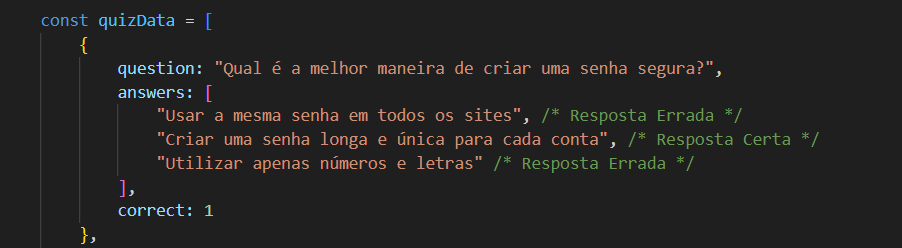 const quizData = [
{
question: "Qual é a melhor maneira de criar uma senha segura?",
answers: [
"Usar a mesma senha em todos os sites", /* Resposta Errada */
"Criar uma senha longa e única para cada conta", /* Resposta Certa */
"Utilizar apenas números e letras" /* Resposta Errada */
],
correct: 1
},